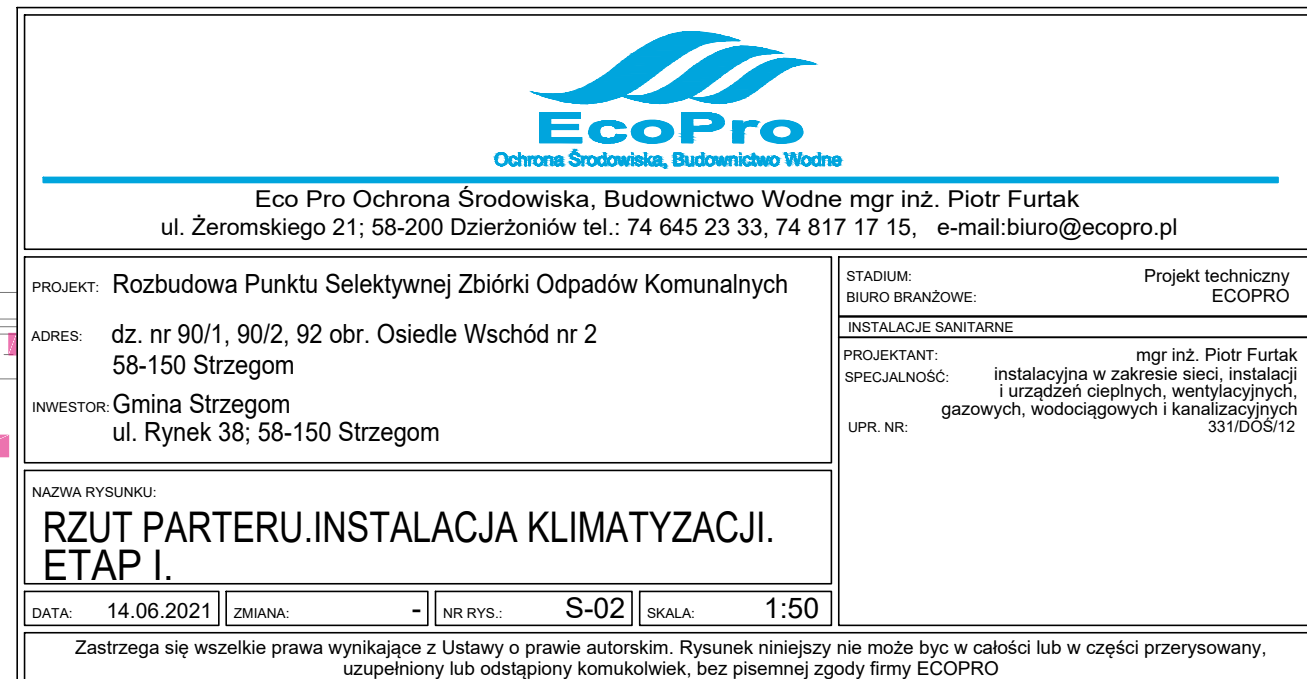 EcoPro
Ochrona Środowiska, Budownictwo Wodne
Eco Pro Ochrona Środowiska, Budownictwo Wodne mgr inż. Piotr Furtak
ul. Żeromskiego 21; 58-200 Dzierżoniów tel.: 74 645 23 33, 74 817 17 15, e-mail:biuro@ecopro.pl
PROJEKT: Rozbudowa Punktu Selektywnej Zbiórki Odpadów Komunalnych
ADRES: dz. nr 90/1, 90/2, 92 obr. Osiedle Wschód nr 2
58-150 Strzegom
INWESTOR: Gmina Strzegom
ul. Rynek 38; 58-150 Strzegom
STADIUM: Projekt techniczny
BIURO BRANŻOWE: ECOPRO
INSTALACJE SANITARNE
PROJEKTANT: mgr inż. Piotr Furtak
SPECJALNOŚĆ: instalacyjna w zakresie sieci, instalacji
i urządzeń cieplnych, wentylacyjnych,
gazowych, wodociągowych i kanalizacyjnych
UPR. NR: 331/DOŚ/12
NAZWA RYSUNKU:
RZUT PARTERU.INSTALACJA KLIMATYZACJI.
ETAP I.
DATA: 14.06.2021 ZMIANA: - NR RYS.: S-02 SKALA: 1:50
Zastrzega się wszelkie prawa wynikające z Ustawy o prawie autorskim. Rysunek niniejszy nie może byc w całości lub w części przerysowany,
uzupełniony lub odstąpiony komukolwiek, bez pisemnej zgody firmy ECOPRO